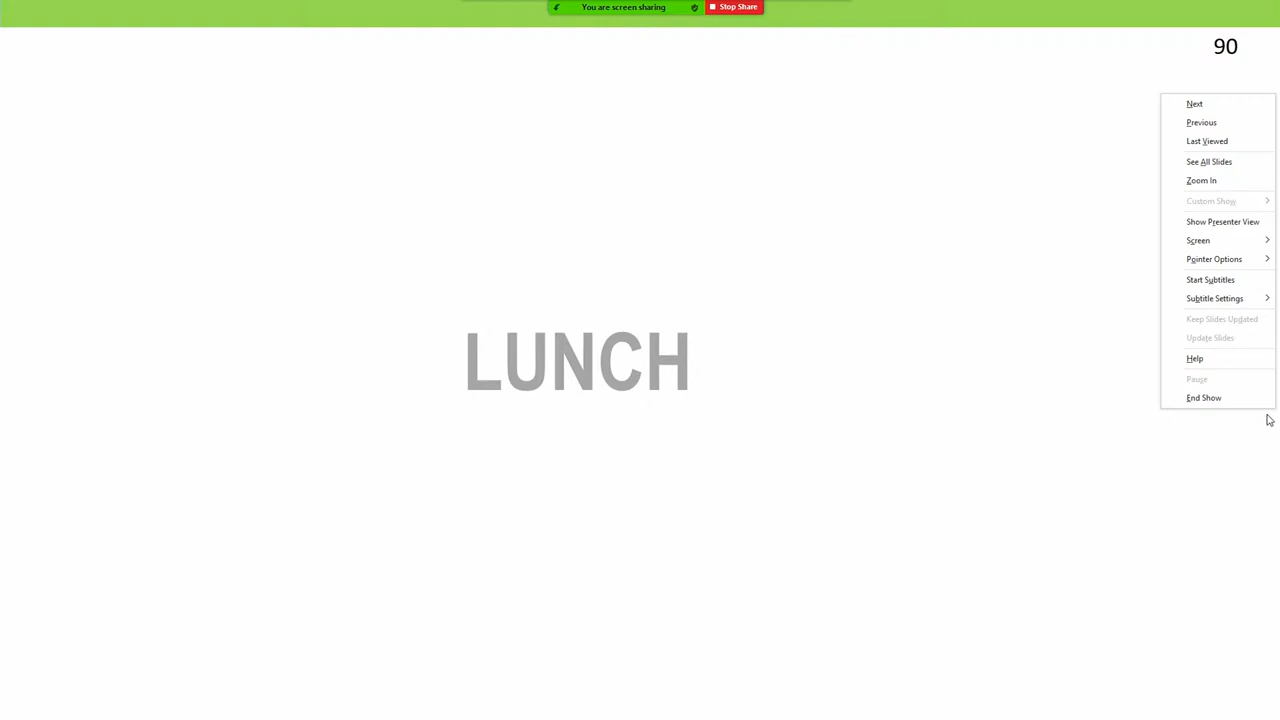 You are screen sharing
Stop Share
90
Next
Previous
Last Viewed
See All Slides
Zoom In
Custom Show
Show Presenter View
Screen
Pointer Options
Start Subtitles
Subtitle Settings
Keep Slides Updated
Update Slides
Help
Pause
End Show
LUNCH